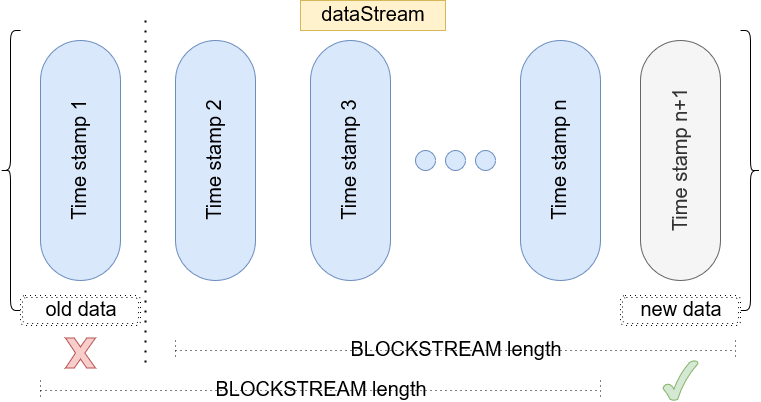 dataStream
Time stamp 1
Time stamp 2
Time stamp 3
Time stamp n
Time stamp n+1
old data
new data
BLOCKSTREAM length
BLOCKSTREAM length